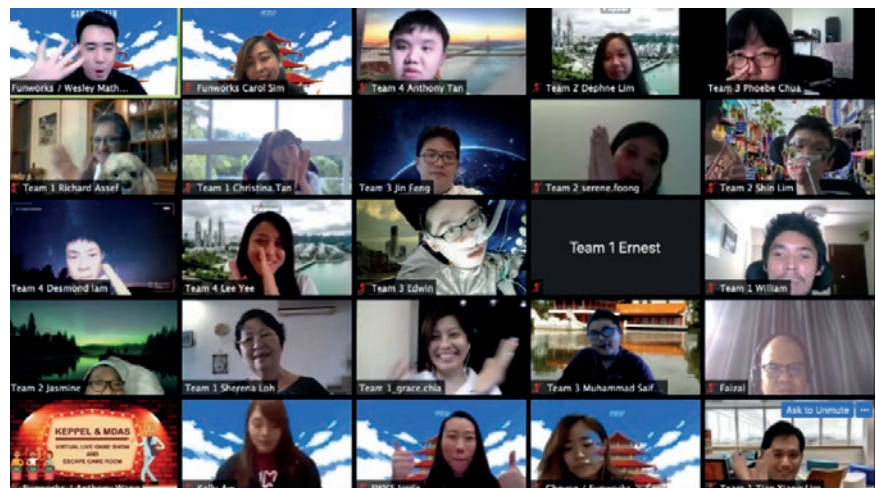 Funworks / Wesley Math...
Funworks Carol Sim
Team 4 Anthony Tan
Team 2 Dephne Lim
Team 3 Phoebe Chua
Team 1 Richard Assef
Team 1 Christina.Tan
Team 3 Jin Feng
Team 2 serene.foong
Team 2 Shin Lim
Team 4 Desmond lam
Team 4 Lee Yee
Team 3 Edwin
Team 1 Ernest
Team 1 William
Team 2 Jasmine
Team 1 Sherena Loh
Team 1_grace.chia
Team 3 Muhammad Saif...
Faizal
KEPPEL & MDAS
VIRTUAL LIVE GAME SHOW
AND
ESCAPE GAME ROOM
Ask to Unmute